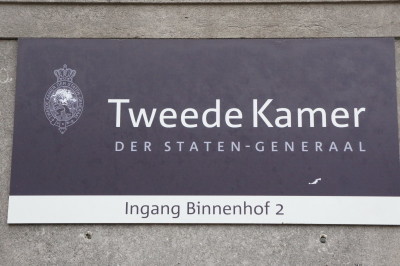 Tweede Kamer
DER STATEN-GENERAAL
Ingang Binnenhof 2